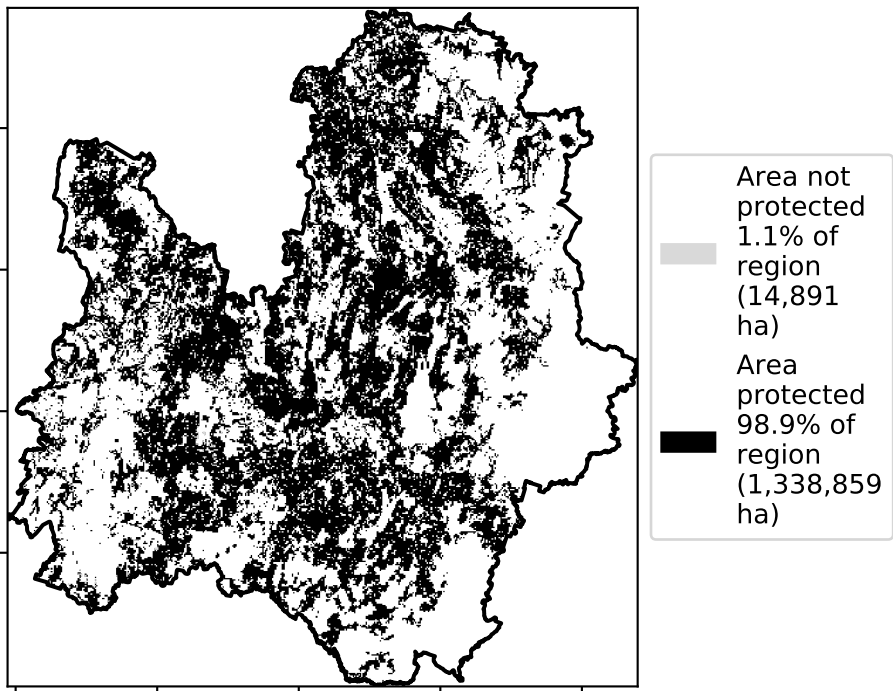 Area not
protected
1.1% of
region
(14,891
ha)
Area
protected
98.9% of
region
(1,338,859
ha)